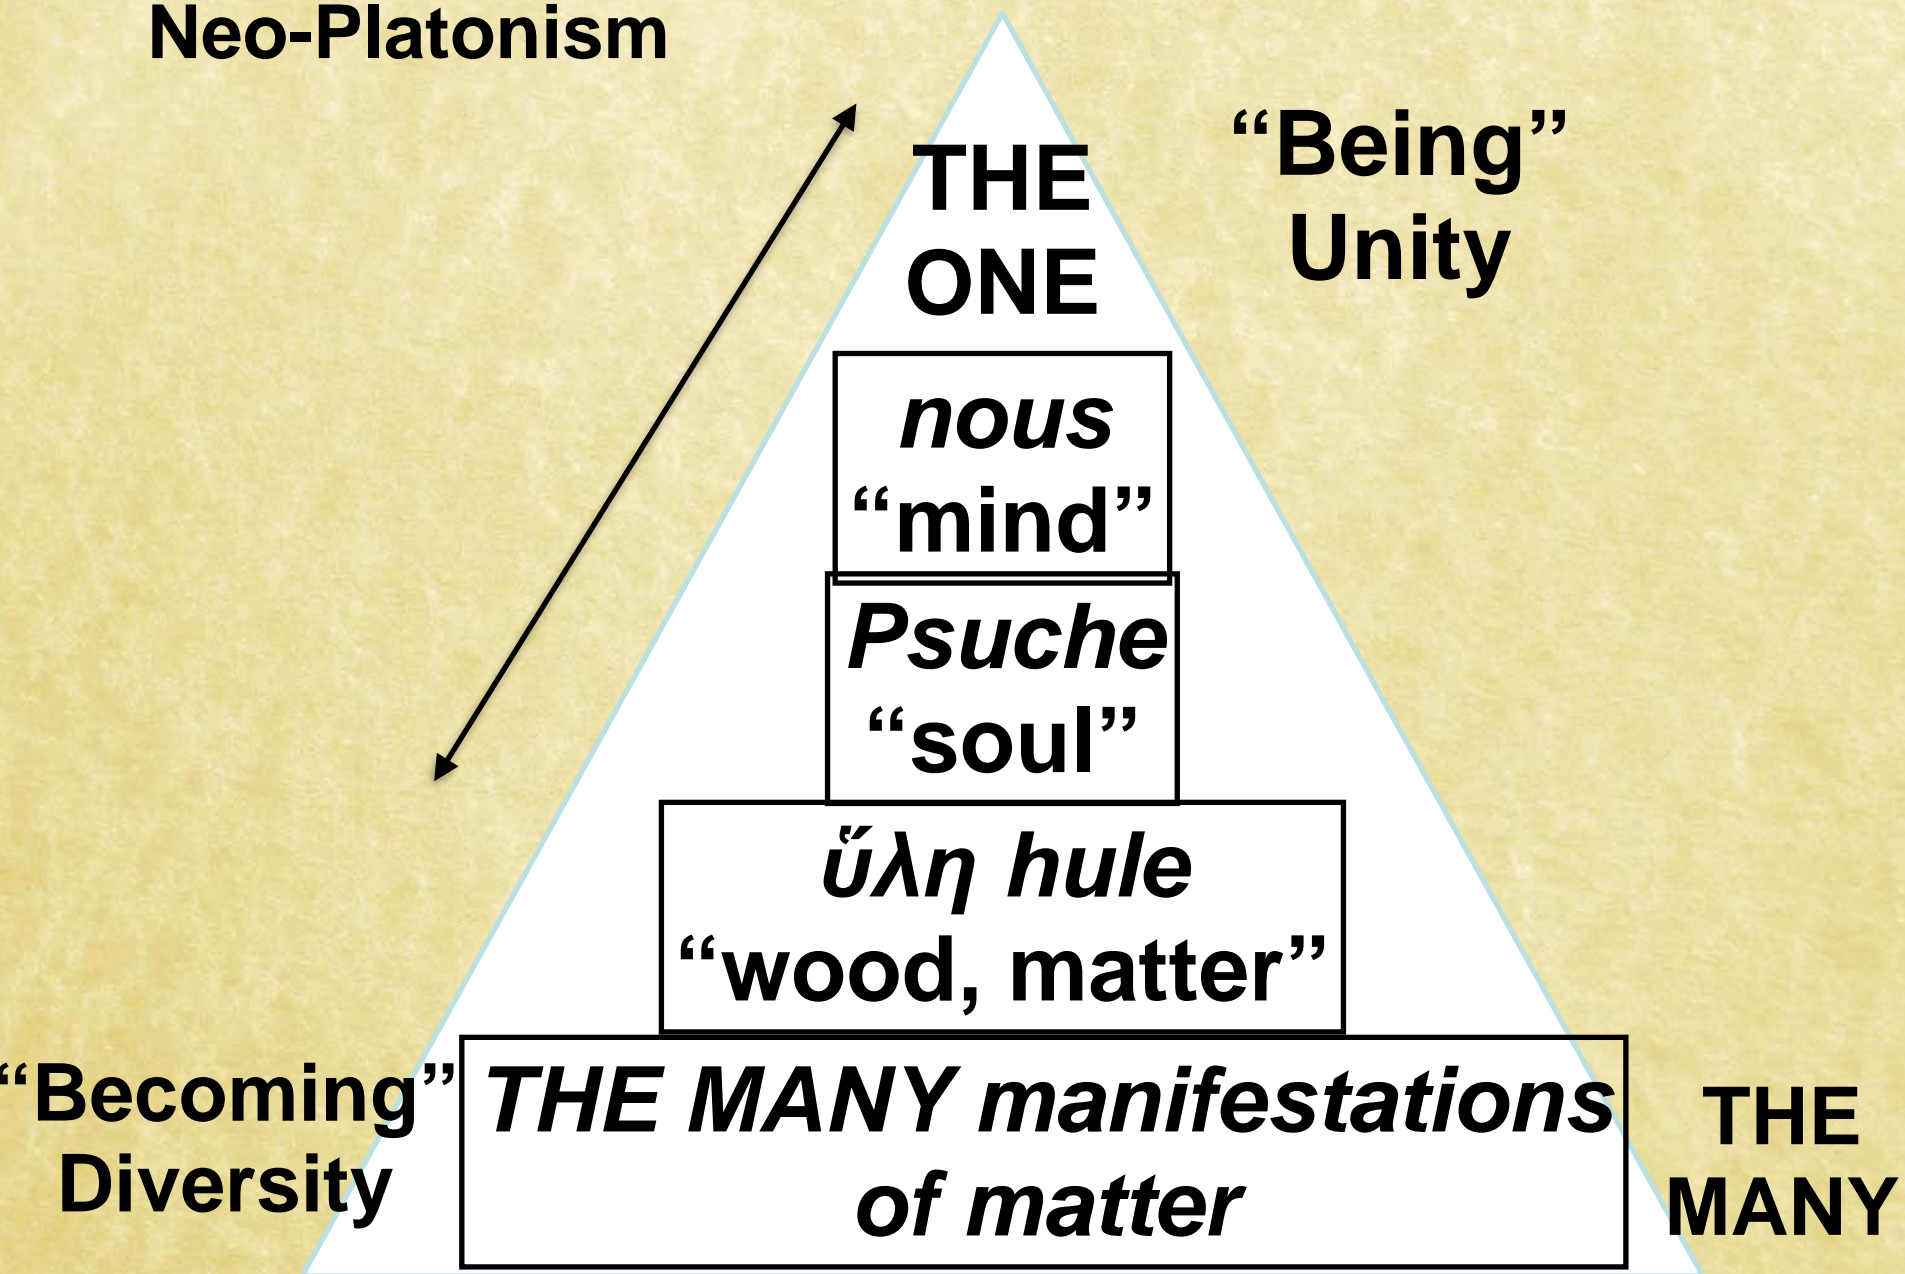 Neo-Platonism
THE
ONE
“Being”
Unity
nous
“mind”
Psuche
“soul”
ὕλη hule
“wood, matter”
“Becoming”
Diversity
THE MANY manifestations
of matter
THE
MANY